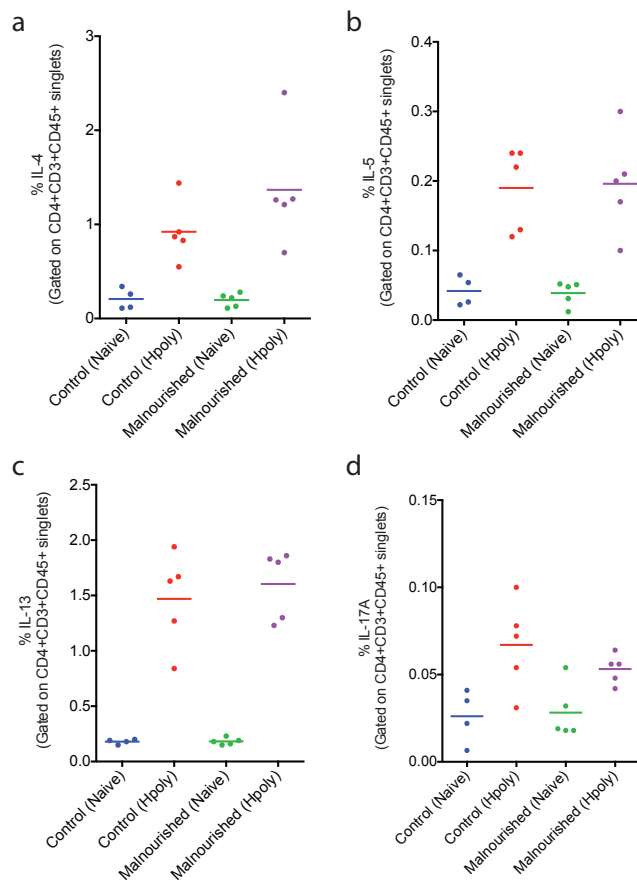 a
% IL-4
(Gated on CD4+CD3+CD45+ singlets)
3
2
1
0
Control (Naive)
Control (Hpoly)
Malnourished (Naive)
Malnourished (Hpoly)
b
% IL-5
(Gated on CD4+CD3+CD45+ singlets)
0.4
0.3
0.2
0.1
0.0
Control (Naive)
Control (Hpoly)
Malnourished (Naive)
Malnourished (Hpoly)
c
% IL-13
(Gated on CD4+CD3+CD45+ singlets)
2.5
2.0
1.5
1.0
0.5
0.0
Control (Naive)
Control (Hpoly)
Malnourished (Naive)
Malnourished (Hpoly)
d
% IL-17A
(Gated on CD4+CD3+CD45+ singlets)
0.15
0.10
0.05
0.00
Control (Naive)
Control (Hpoly)
Malnourished (Naive)
Malnourished (Hpoly)